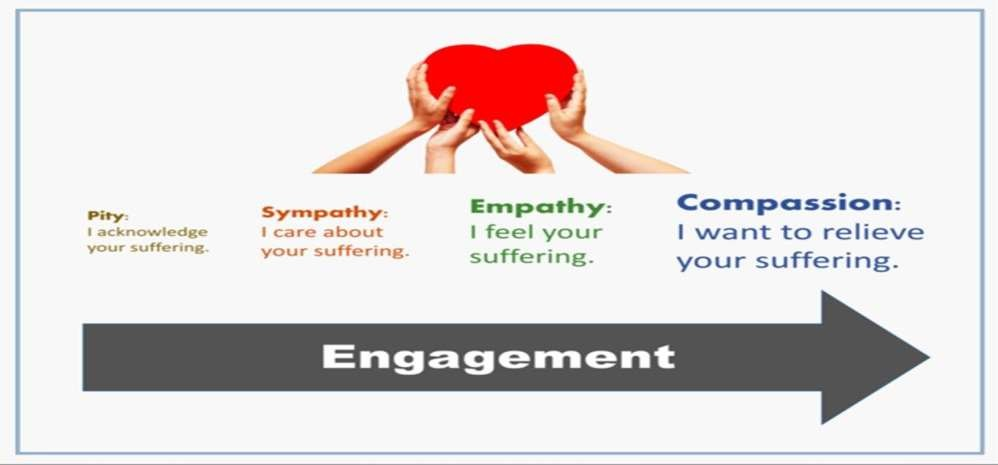 Pity:
I acknowledge
your suffering.
Sympathy:
I care about
your suffering.
Empathy:
I feel your
suffering.
Compassion:
I want to relieve
your suffering.
Engagement